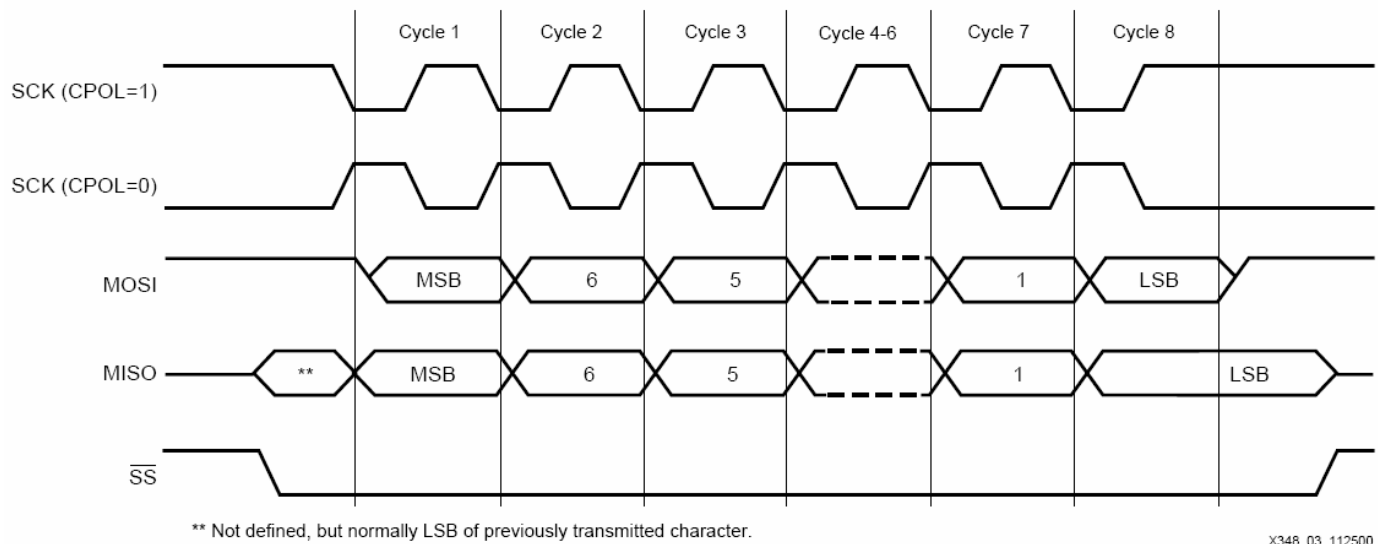 Cycle 1 Cycle 2 Cycle 3 Cycle 4-6 Cycle 7 Cycle 8
SCK (CPOL=1)
SCK (CPOL=0)
MOSI MSB 6 5 1 LSB
MISO ** MSB 6 5 1 LSB
SS
** Not defined, but normally LSB of previously transmitted character.
X348_03_112500